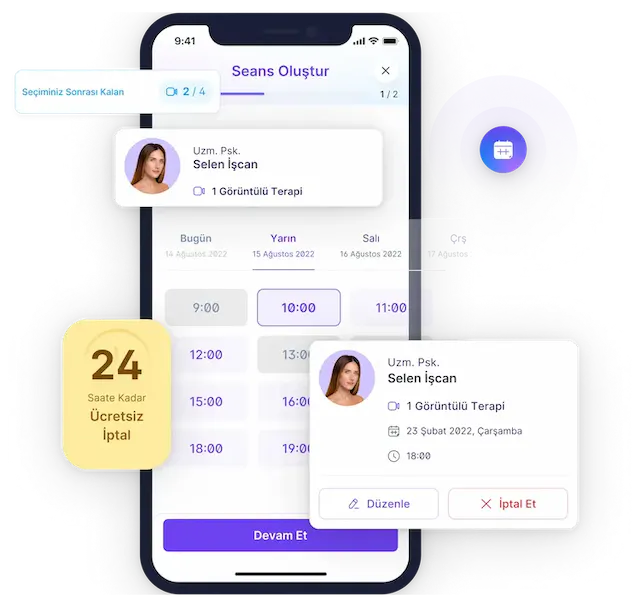 9:41
Seans Oluştur
Seçiminiz Sonrası Kalan 2 / 4
1 / 2
Uzm. Psk.
Selen İşcan
1 Görüntülü Terapi
Bugün Yarın Salı Çrş
14 Ağustos 2022 15 Ağustos 2022 16 Ağustos 2022 17 Ağustos
9:00 10:00 11:00
12:00 13:00
15:00 16:00
18:00 19:00
24
Saate Kadar
Ücretsiz
İptal
Uzm. Psk.
Selen İşcan
1 Görüntülü Terapi
23 Şubat 2022, Çarşamba
18:00
Düzenle İptal Et
Devam Et